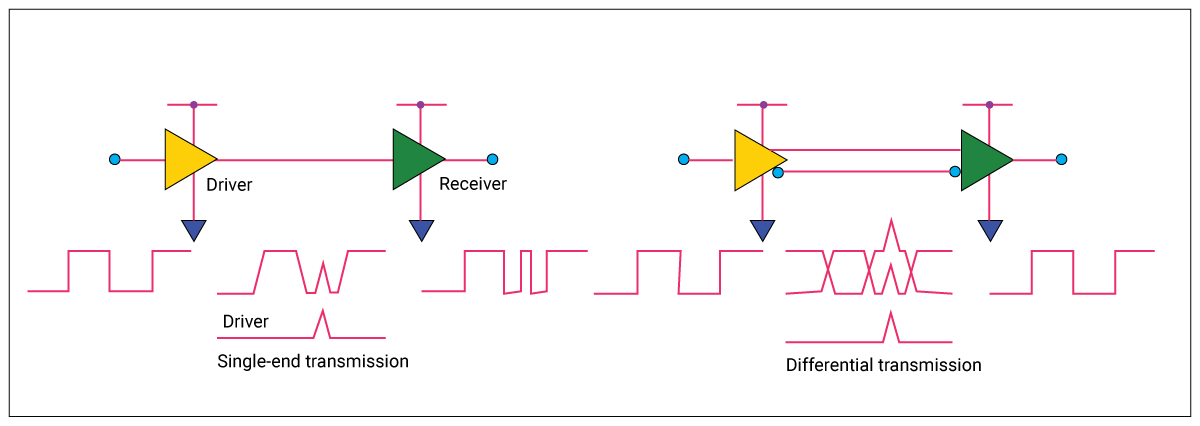 Driver
Receiver
Driver
Single-end transmission
Differential transmission